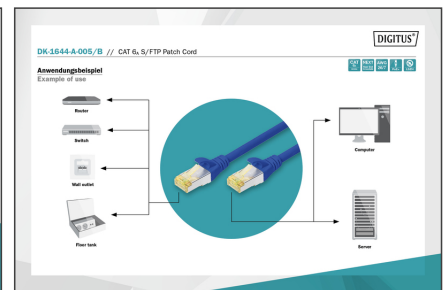 DIGITUS®
DK-1644-A-005/B // CAT 6A S/FTP Patch Cord
Anwendungsbeispiel
Example of use
Router
Switch
Wall outlet
Floor tank
Computer
Server